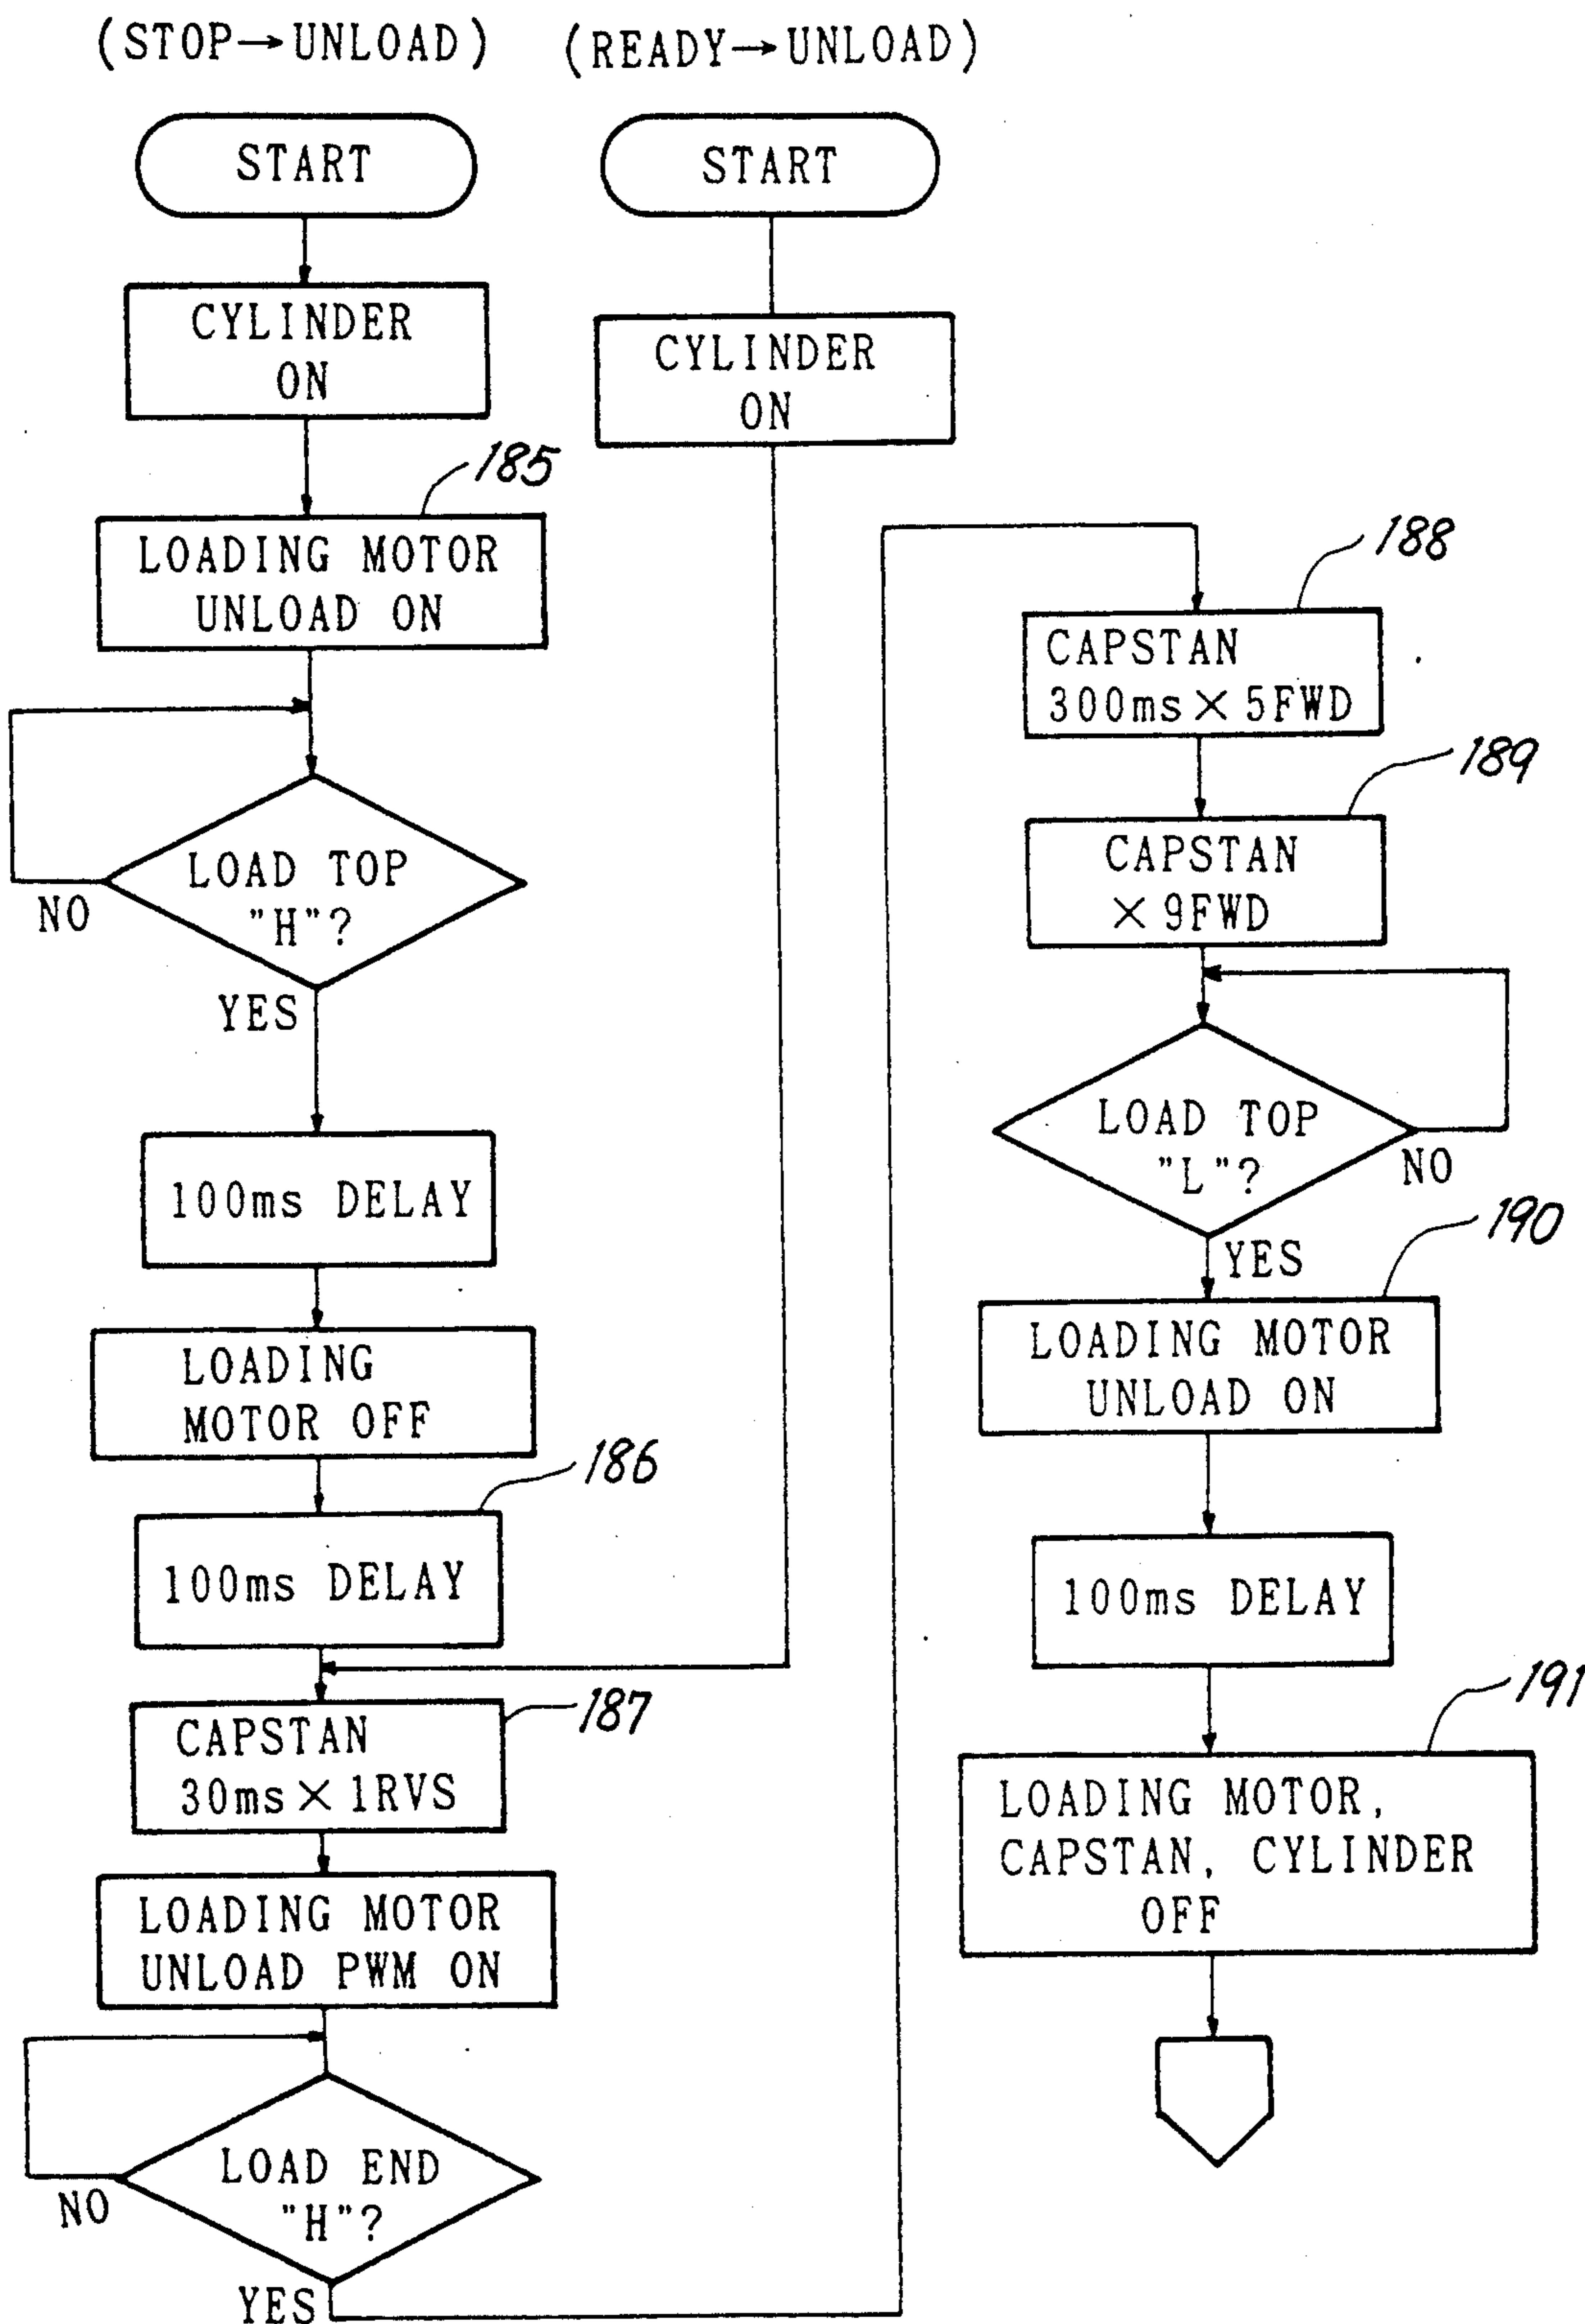 (STOP→UNLOAD)
START
CYLINDER
ON
185
LOADING MOTOR
UNLOAD ON
LOAD TOP
"H"?
NO
YES
100ms DELAY
LOADING
MOTOR OFF
186
100ms DELAY
187
CAPSTAN
30ms×1RVS
LOADING MOTOR
UNLOAD PWM ON
LOAD END
"H"?
NO
YES
(READY→UNLOAD)
START
CYLINDER
ON
188
CAPSTAN
300ms×5FWD
189
CAPSTAN
×9FWD
LOAD TOP
"L"?
NO
YES
190
LOADING MOTOR
UNLOAD ON
100ms DELAY
191
LOADING MOTOR,
CAPSTAN, CYLINDER
OFF